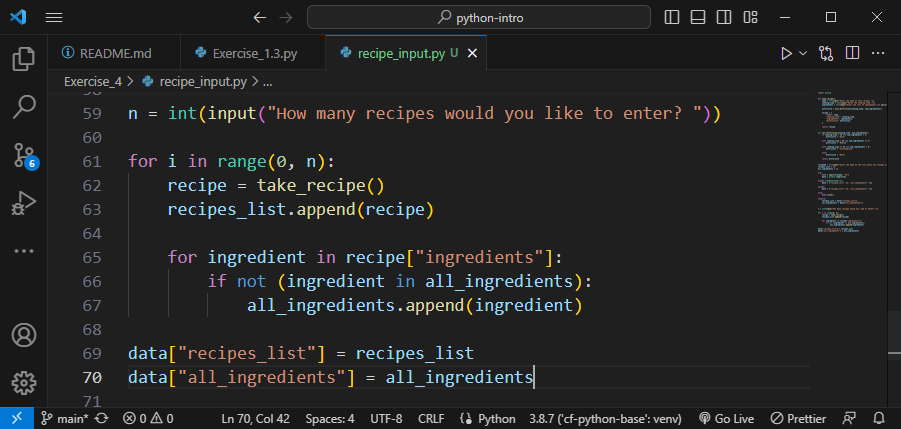 python-intro
README.md
Exercise_1.3.py
recipe_input.py U
Exercise_4 > recipe_input.py > ...
59 n = int(input("How many recipes would you like to enter? "))
60
61 for i in range(0, n):
62 recipe = take_recipe()
63 recipes_list.append(recipe)
64
65 for ingredient in recipe["ingredients"]:
66 if not (ingredient in all_ingredients):
67 all_ingredients.append(ingredient)
68
69 data["recipes_list"] = recipes_list
70 data["all_ingredients"] = all_ingredients
71
6
main* 0 0 Ln 70, Col 42 Spaces: 4 UTF-8 CRLF Python 3.8.7 ('cf-python-base': venv) Go Live Prettier